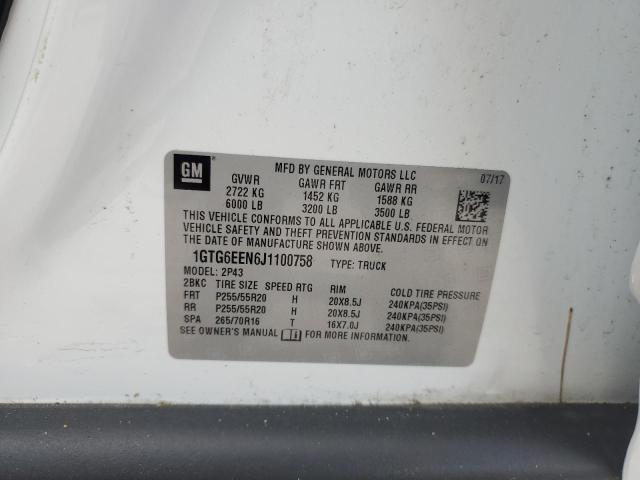 GM
MFD BY GENERAL MOTORS LLC
07/17
GVWR GAWR FRT GAWR RR
2722 KG 1452 KG 1588 KG
6000 LB 3200 LB 3500 LB
THIS VEHICLE CONFORMS TO ALL APPLICABLE U.S. FEDERAL MOTOR
VEHICLE SAFETY AND THEFT PREVENTION STANDARDS IN EFFECT ON
THE DATE OF MANUFACTURE SHOWN ABOVE.
1GTG6EEN6J1100758 TYPE: TRUCK
MODEL: 2P43
2BKC TIRE SIZE SPEED RTG RIM COLD TIRE PRESSURE
FRT P255/55R20 H 20X8.5J 240KPA(35PSI)
RR P255/55R20 H 20X8.5J 240KPA(35PSI)
SPA 265/70R16 T 16X7.0J 240KPA(35PSI)
SEE OWNER'S MANUAL FOR MORE INFORMATION.